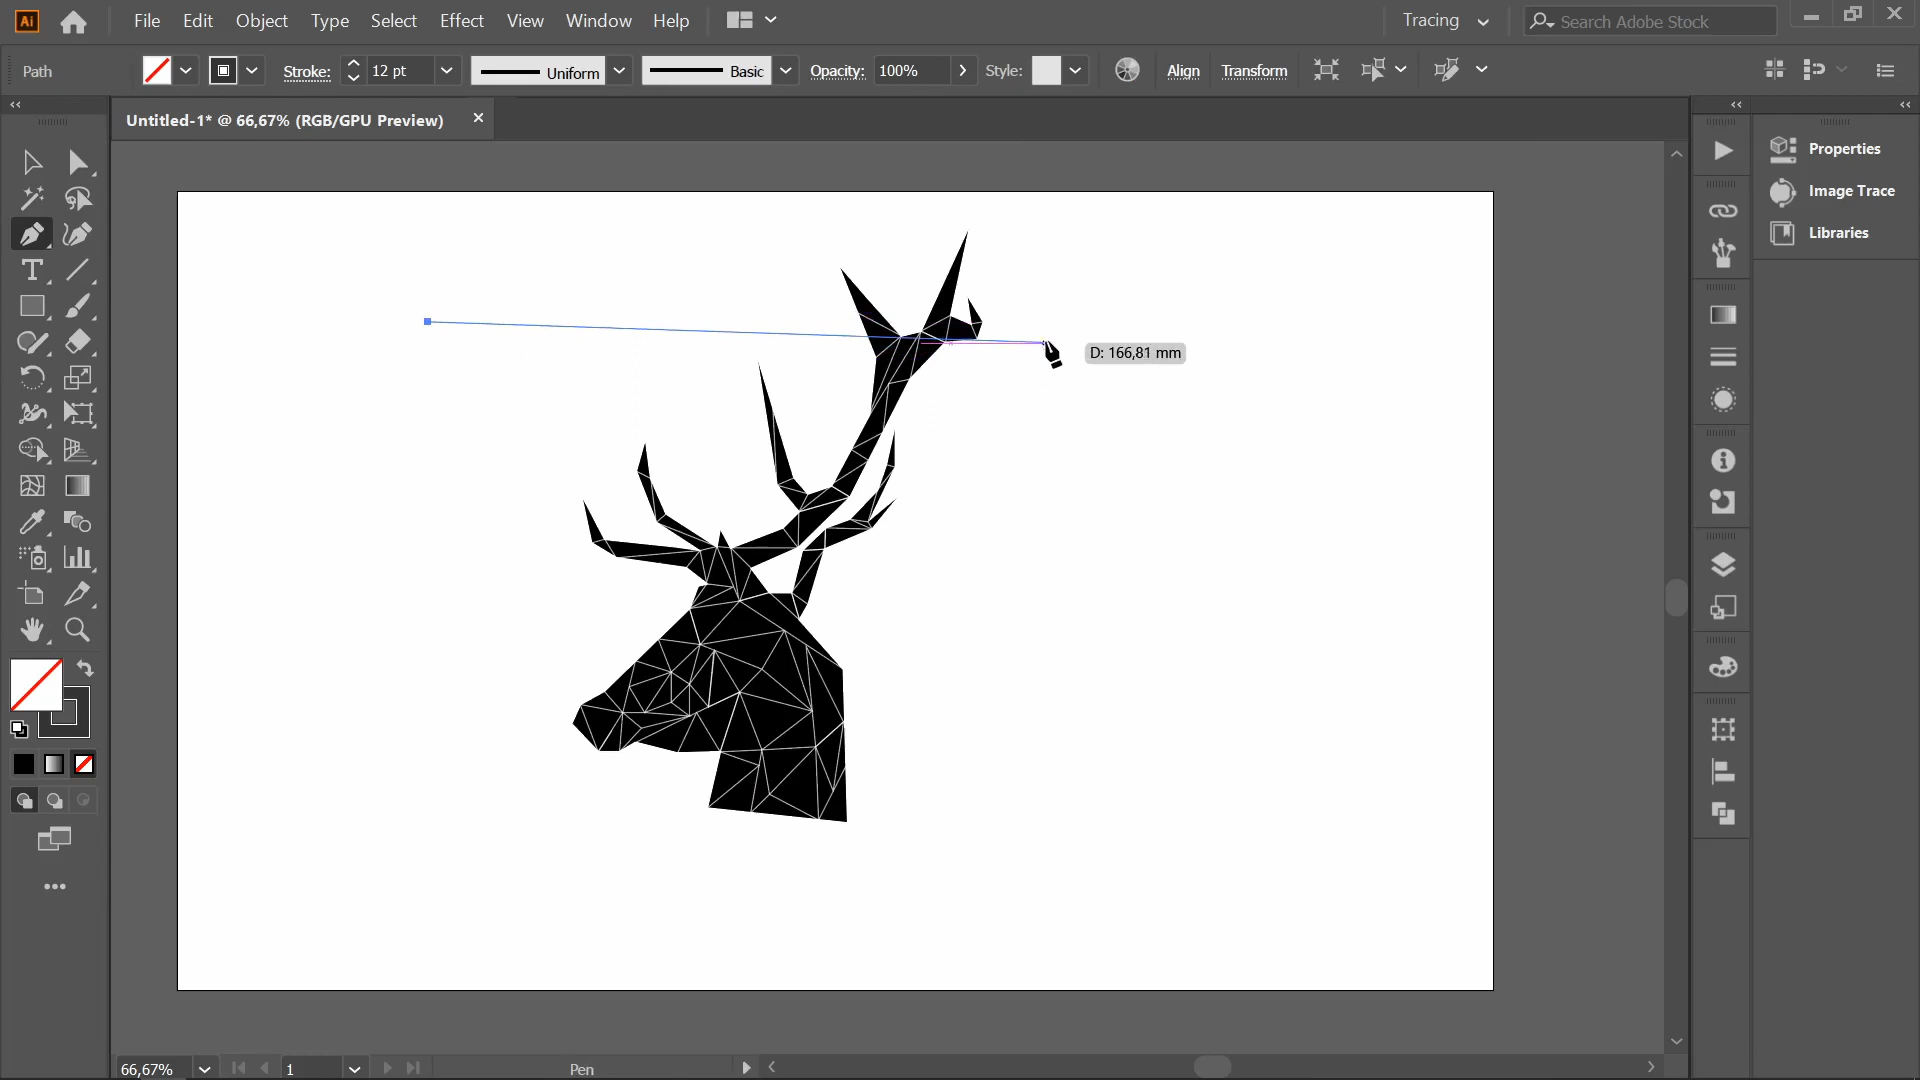 Ai File Edit Object Type Select Effect View Window Help Tracing Search Adobe Stock
Path Stroke: 12 pt Uniform Basic Opacity: 100% Style: Align Transform
Untitled-1* @ 66,67% (RGB/GPU Preview)
Properties
Image Trace
Libraries
D: 166,81 mm
66,67% 1 Pen